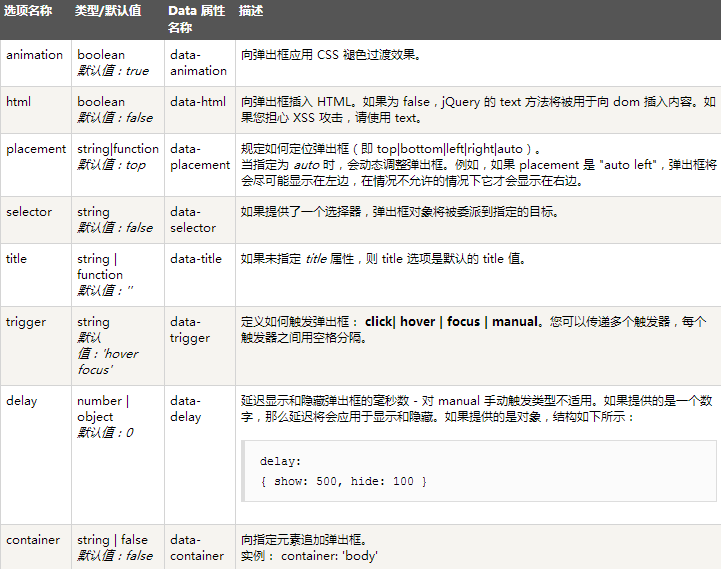 选项名称 类型/默认值 Data 属性名称 描述
animation boolean
默认值：true data-animation 向弹出框应用 CSS 褪色过渡效果。
html boolean
默认值：false data-html 向弹出框插入 HTML。如果为 false，jQuery 的 text 方法将被用于向 dom 插入内容。如
果您担心 XSS 攻击，请使用 text。
placement string|function
默认值：top data-placement 规定如何定位弹出框（即 top|bottom|left|right|auto）。
当指定为 auto 时，会动态调整弹出框。例如，如果 placement 是 "auto left"，弹出框将
会尽可能显示在左边，在情况不允许的情况下它才会显示在右边。
selector string
默认值：false data-selector 如果提供了一个选择器，弹出框对象将被委派到指定的目标。
title string |
function
默认值：'' data-title 如果未指定 title 属性，则 title 选项是默认的 title 值。
trigger string
默认
值：'hover
focus' data-trigger 定义如何触发弹出框： click| hover | focus | manual。您可以传递多个触发器，每个
触发器之间用空格分隔。
delay number |
object
默认值：0 data-delay 延迟显示和隐藏弹出框的毫秒数 - 对 manual 手动触发类型不适用。如果提供的是一个数
字，那么延迟将会应用于显示和隐藏。如果提供的是对象，结构如下所示：
delay:
{ show: 500, hide: 100 }
container string | false
默认值：false data-container 向指定元素追加弹出框。
实例： container: 'body'